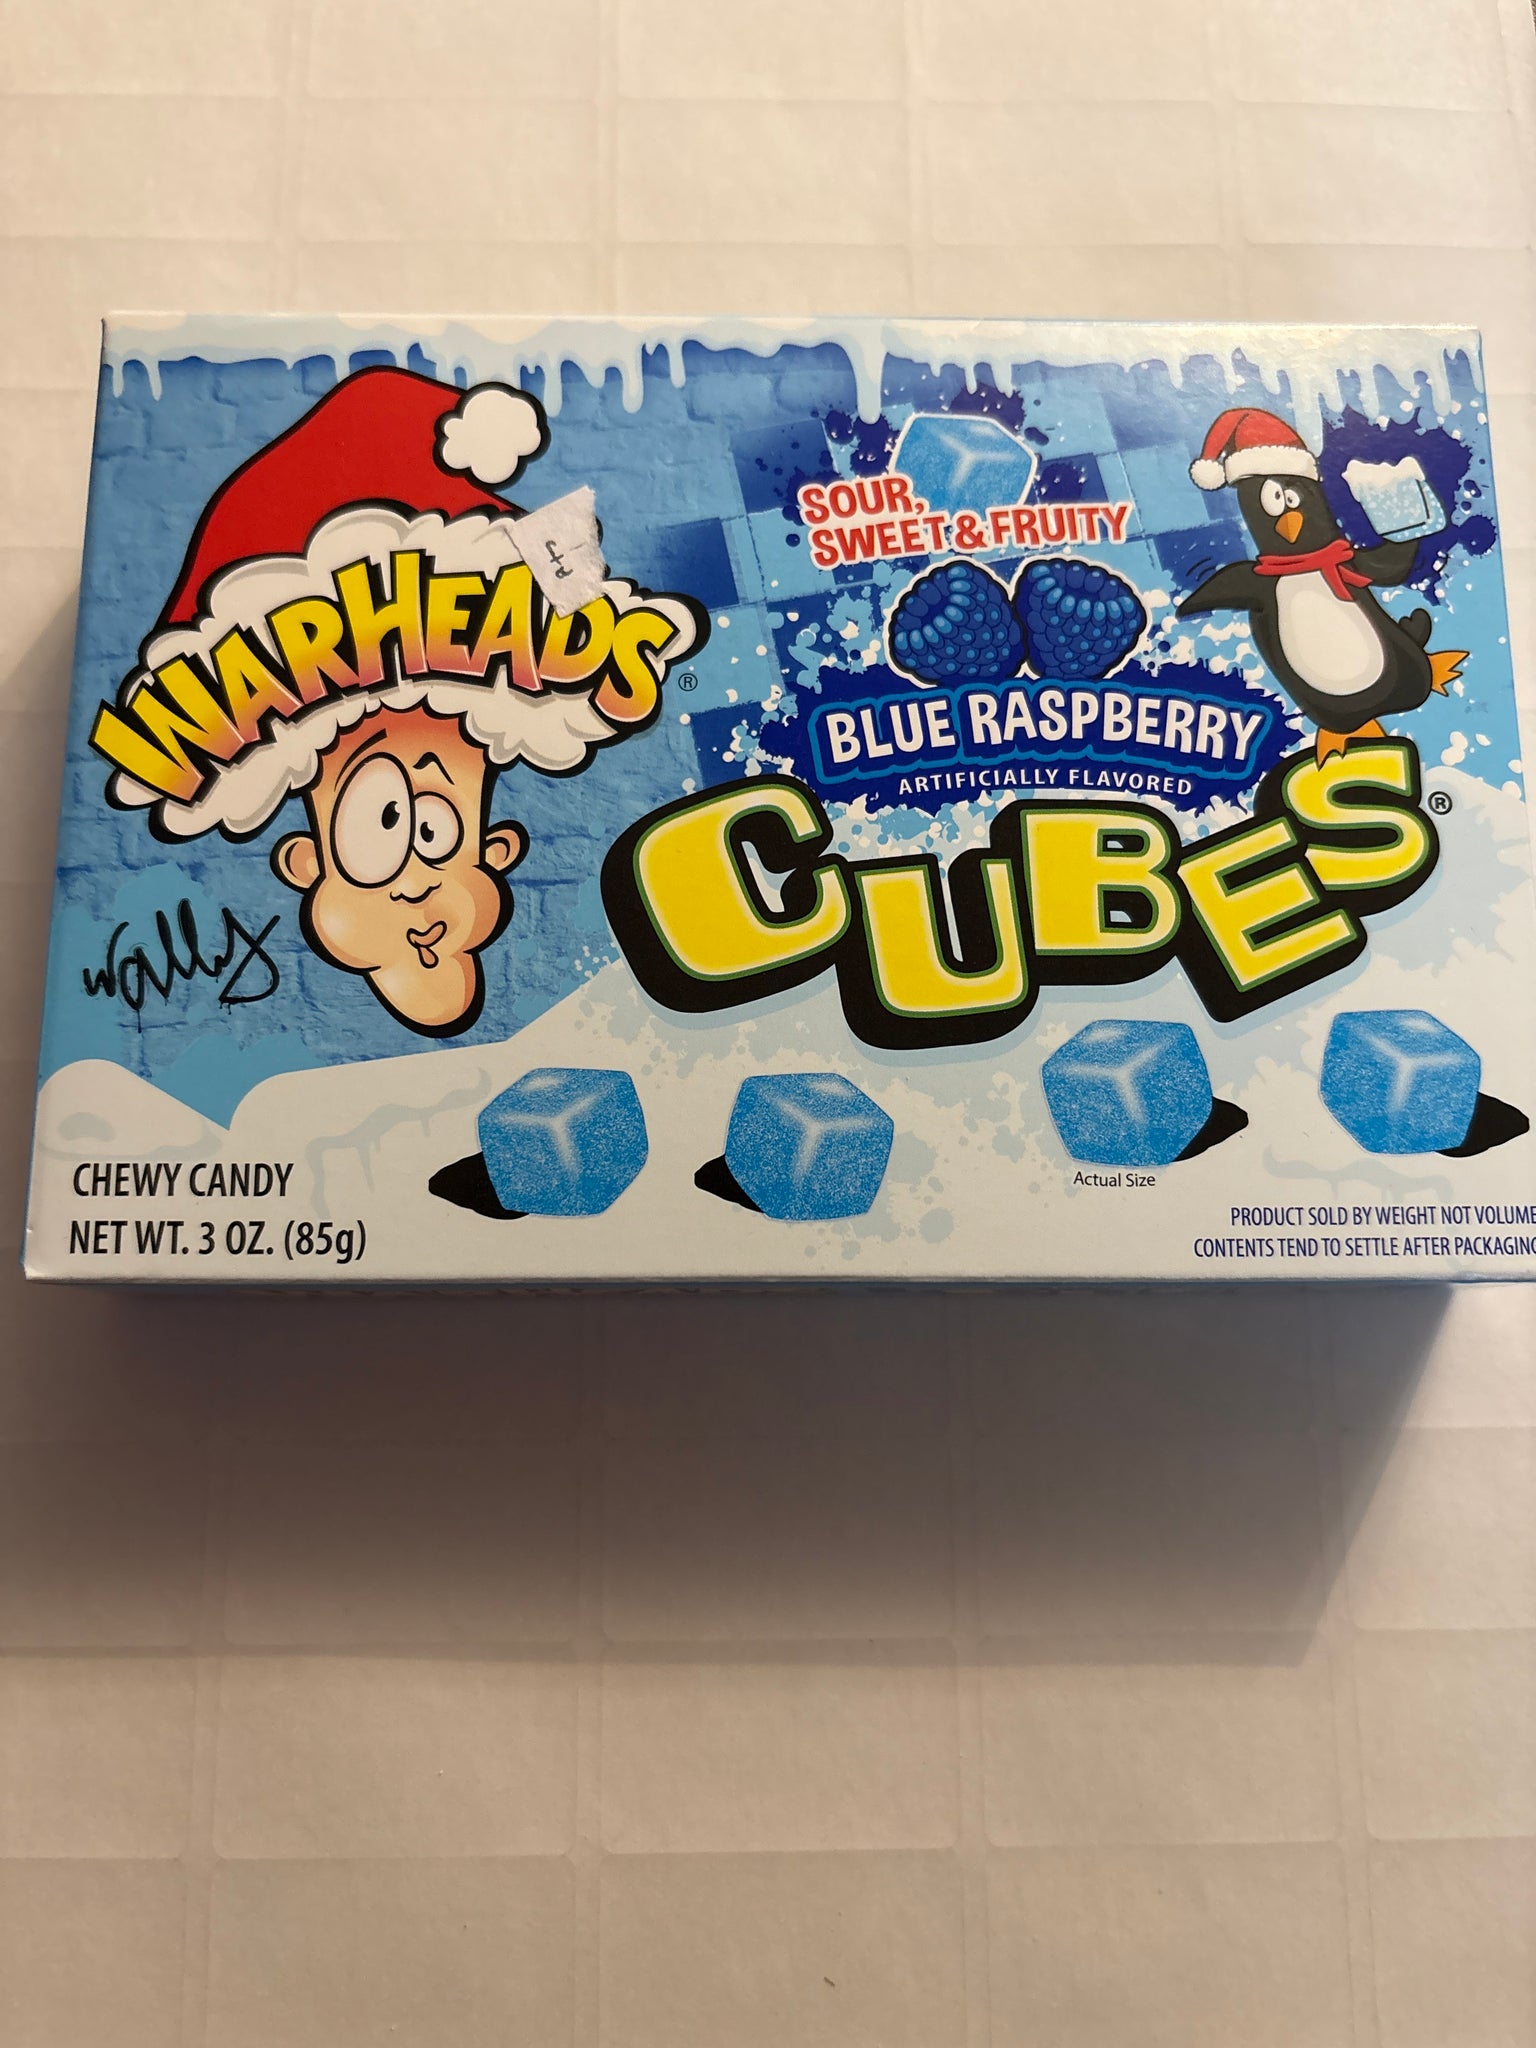 WARHEADS®
Wally
SOUR,
SWEET & FRUITY
BLUE RASPBERRY
ARTIFICIALLY FLAVORED
CUBES®
CHEWY CANDY
NET WT. 3 OZ. (85g)
Actual Size
PRODUCT SOLD BY WEIGHT NOT VOLUME
CONTENTS TEND TO SETTLE AFTER PACKAGING